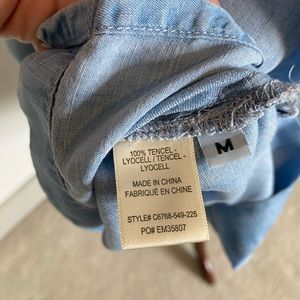 100% TENCEL -
LYOCELL / TENCEL -
LYOCELL
MADE IN CHINA
FABRIQUÉ EN CHINE
STYLE# C6768-549-225
PO# EM35807
M